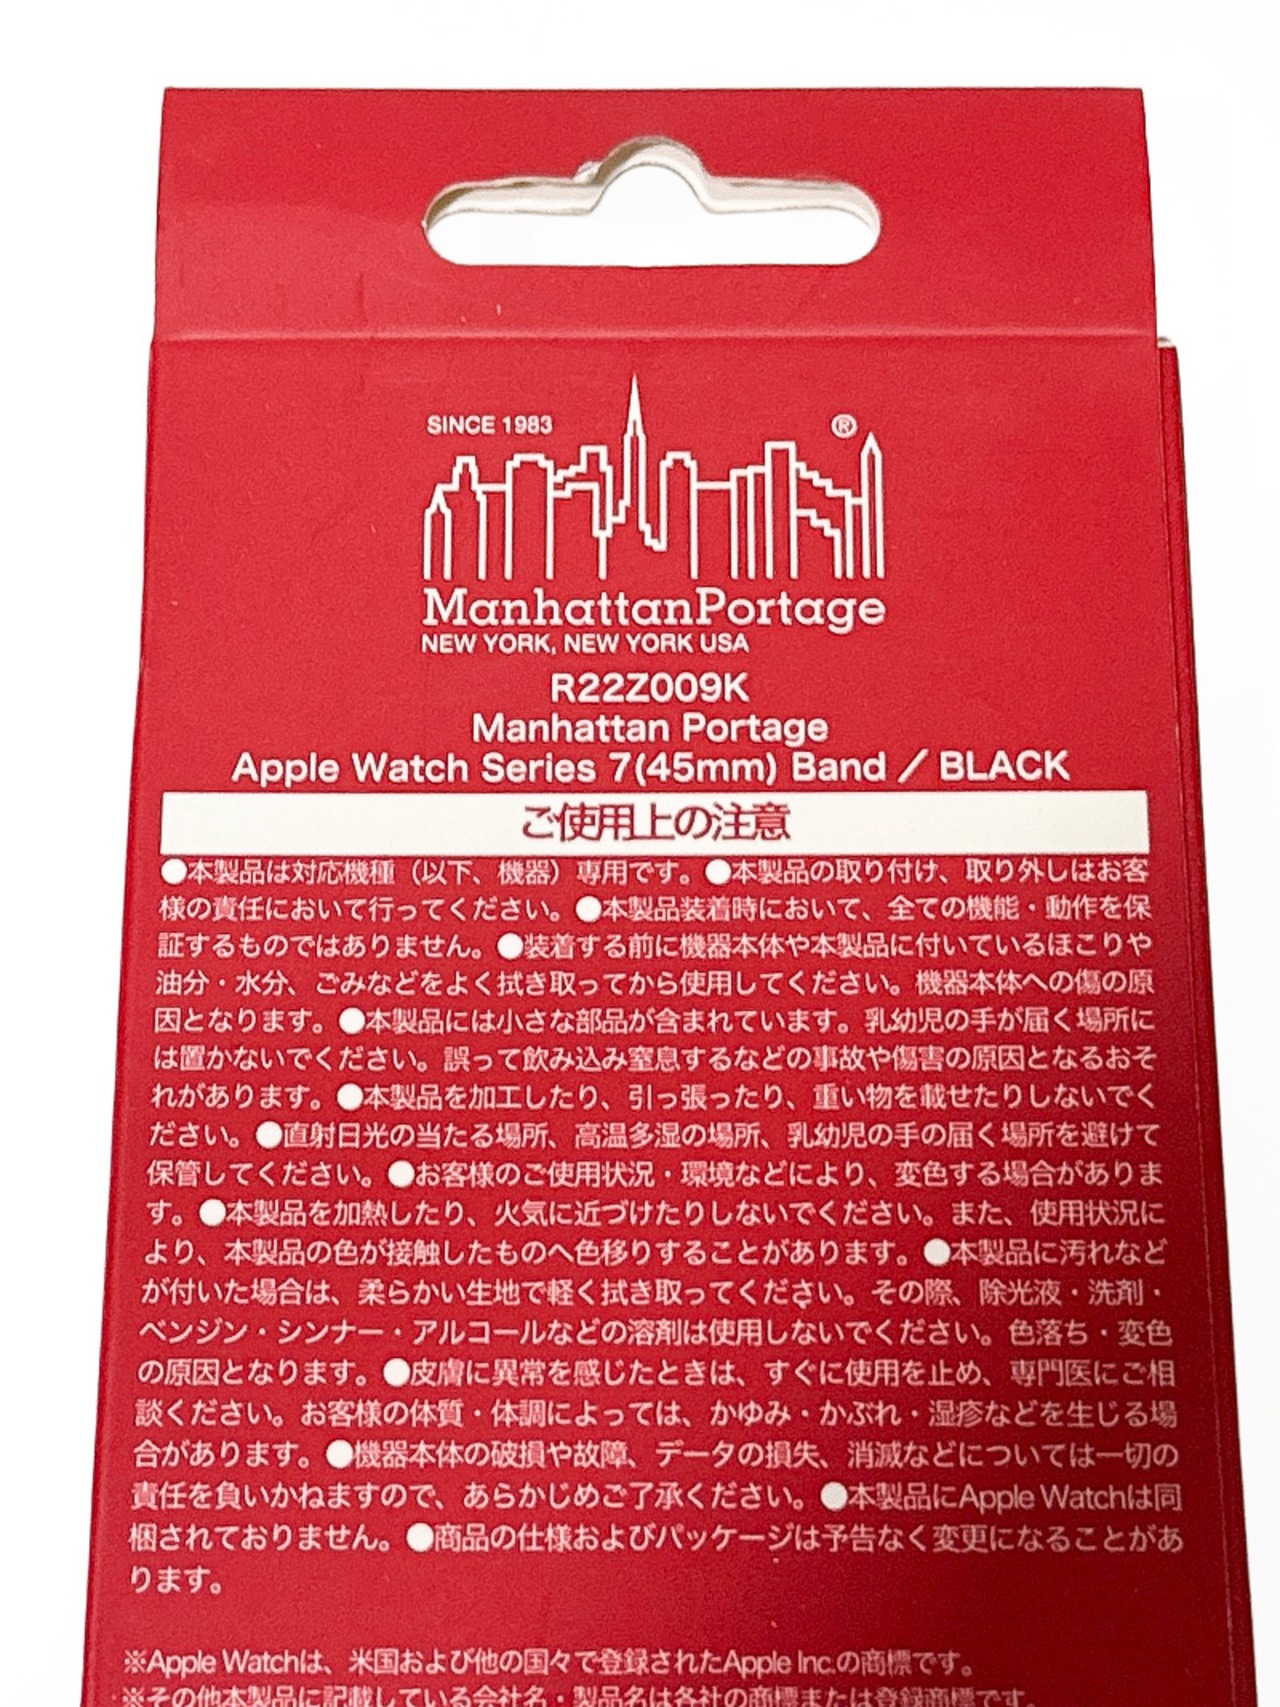 SINCE 1983
®
ManhattanPortage
NEW YORK, NEW YORK USA
R22Z009K
Manhattan Portage
Apple Watch Series 7(45mm) Band／BLACK
ご使用上の注意
●本製品は対応機種（以下、機器）専用です。●本製品の取り付け、取り外しはお客
様の責任において行ってください。●本製品装着時において、全ての機能・動作を保
証するものではありません。●装着する前に機器本体や本製品に付いているほこりや
油分・水分、ごみなどをよく拭き取ってから使用してください。機器本体への傷の原
因となります。●本製品には小さな部品が含まれています。乳幼児の手が届く場所に
は置かないでください。誤って飲み込み窒息するなどの事故や傷害の原因となるおそ
れがあります。●本製品を加工したり、引っ張ったり、重い物を載せたりしないでく
ださい。●直射日光の当たる場所、高温多湿の場所、乳幼児の手の届く場所を避けて
保管してください。●お客様のご使用状況・環境などにより、変色する場合がありま
す。●本製品を加熱したり、火気に近づけたりしないでください。また、使用状況に
より、本製品の色が接触したものへ色移りすることがあります。●本製品に汚れなど
が付いた場合は、柔らかい生地で軽く拭き取ってください。その際、除光液・洗剤・
ベンジン・シンナー・アルコールなどの溶剤は使用しないでください。色落ち・変色
の原因となります。●皮膚に異常を感じたときは、すぐに使用を止め、専門医にご相
談ください。お客様の体質・体調によっては、かゆみ・かぶれ・湿疹などを生じる場
合があります。●機器本体の破損や故障、データの損失、消滅などについては一切の
責任を負いかねますので、あらかじめご了承ください。●本製品にApple Watchは同
梱されておりません。●商品の仕様およびパッケージは予告なく変更になることがあ
ります。
※Apple Watchは、米国および他の国々で登録されたApple Inc.の商標です。
※その他本製品に記載している会社名・製品名は各社の商標または登録商標です。